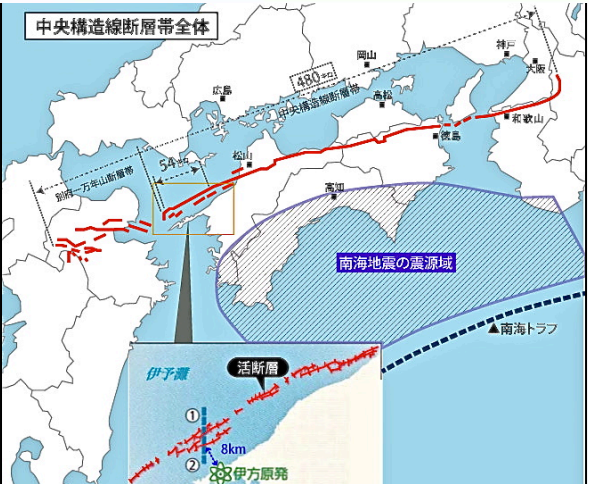 中央構造線断層帯全体
岡山
神戸
大阪
広島
480キロ
中央構造線断層帯
高松
和歌山
徳島
54キロ
松山
別府－万年山断層帯
高知
南海地震の震源域
▲南海トラフ
伊予灘
活断層
①
8km
②
伊方原発